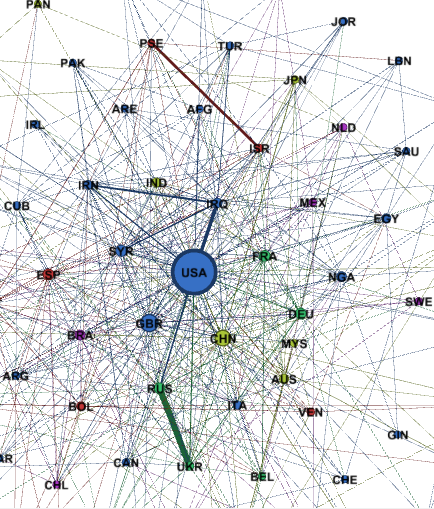 PAN
JOR
PSE
TUR
PAK
LBN
JPN
ARE
AFG
IRL
NLD
ISR
SAU
IRN
IND
IRQ
MEX
CUB
EGY
SYR
FRA
ESP
USA
NGA
SWE
GBR
DEU
BRA
CHN
MYS
ARG
AUS
RUS
BOL
ITA
VEN
GIN
AR
CAN
UKR
BEL
CHE
CHL